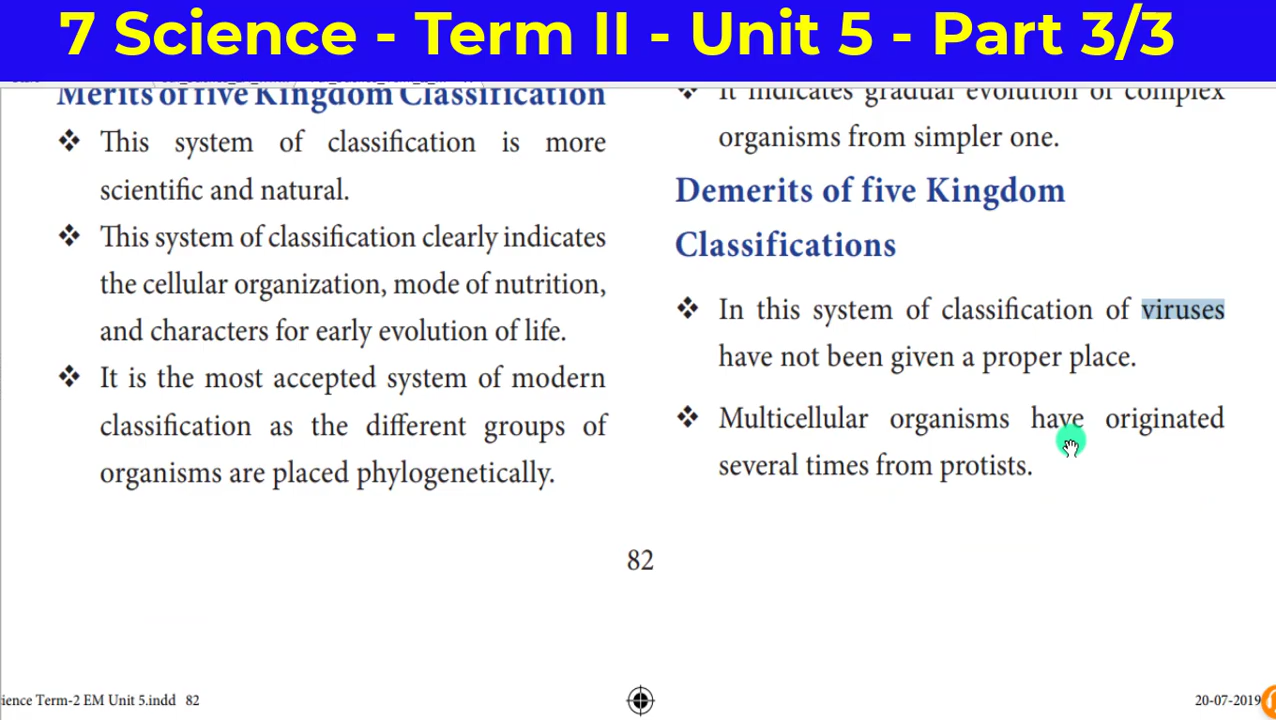 7 Science - Term II - Unit 5 - Part 3/3
Merits of five Kingdom Classification
❖ This system of classification is more
scientific and natural.
❖ This system of classification clearly indicates
the cellular organization, mode of nutrition,
and characters for early evolution of life.
❖ It is the most accepted system of modern
classification as the different groups of
organisms are placed phylogenetically.
❖ It indicates gradual evolution of complex
organisms from simpler one.
Demerits of five Kingdom
Classifications
❖ In this system of classification of viruses
have not been given a proper place.
❖ Multicellular organisms have originated
several times from protists.
82
ience Term-2 EM Unit 5.indd 82
20-07-2019